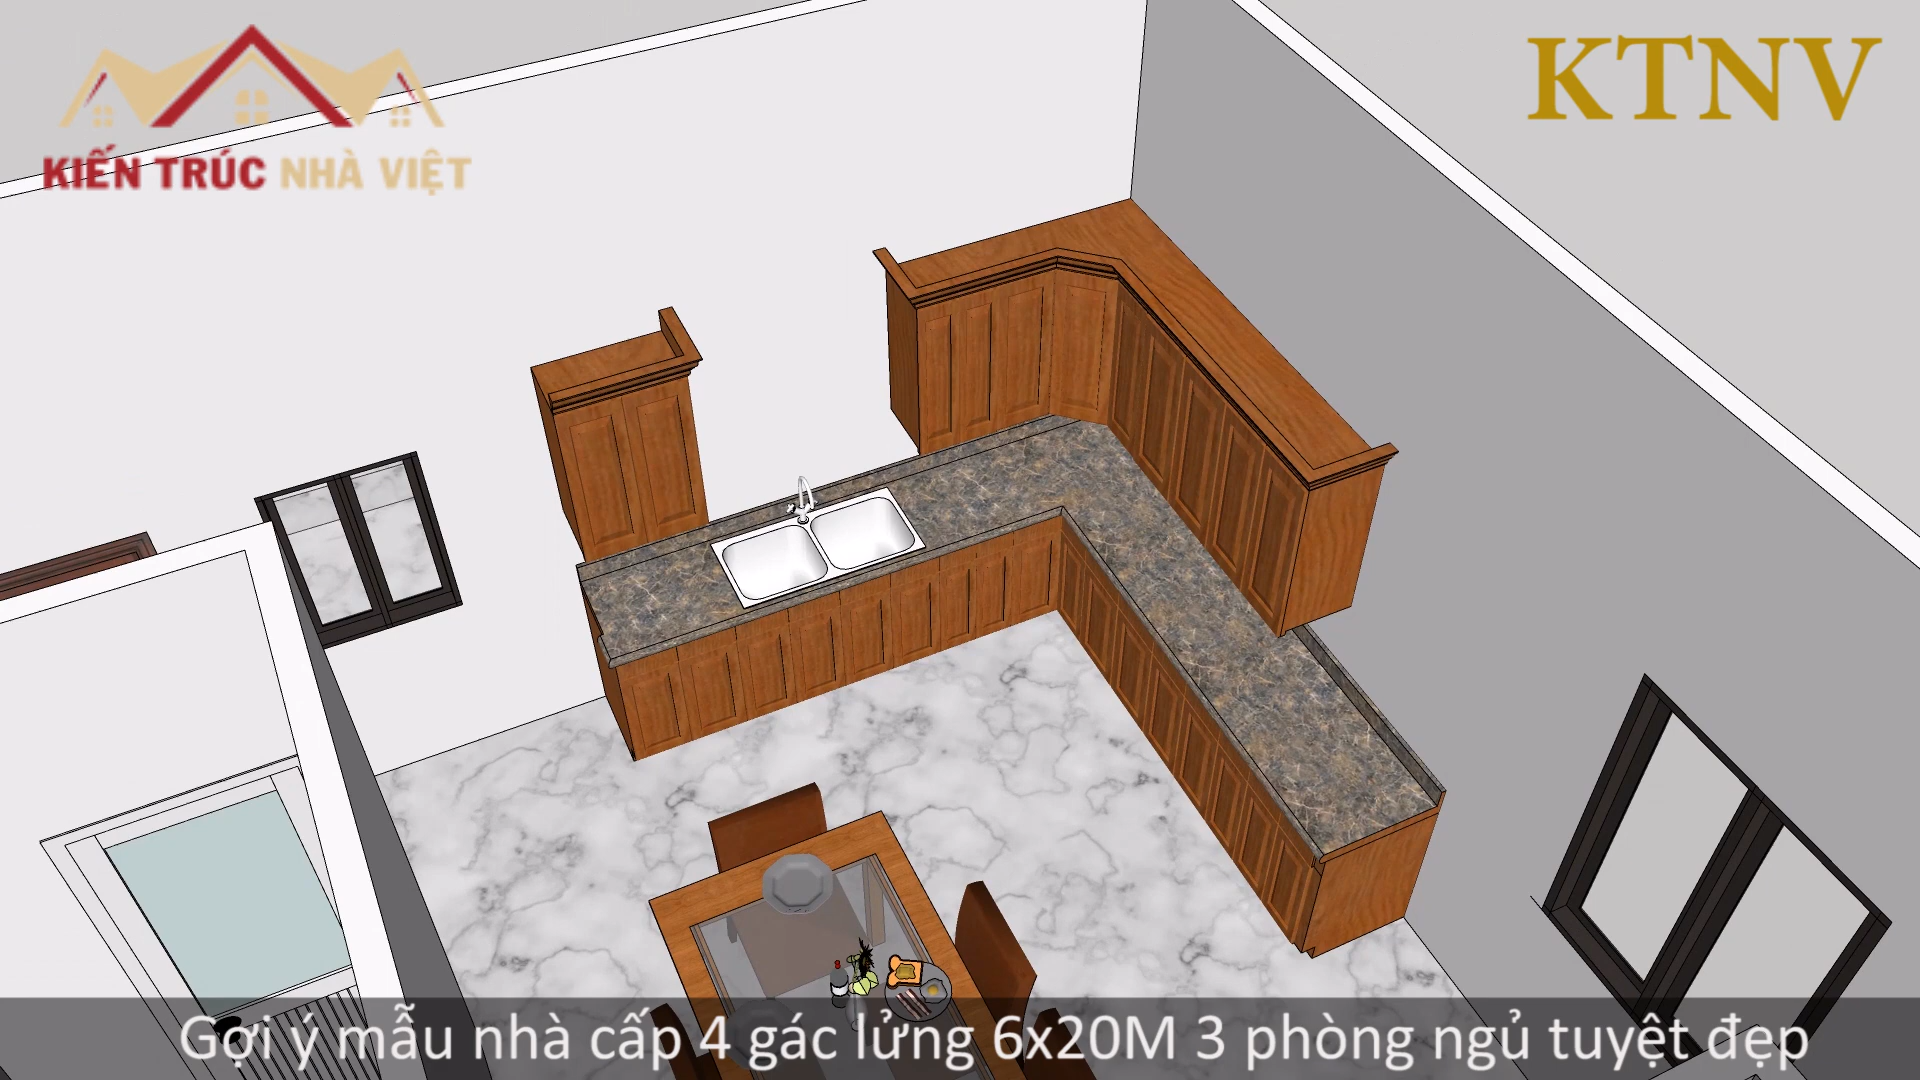 KIẾN TRÚC NHÀ VIỆT
KTNV
Gợi ý mẫu nhà cấp 4 gác lửng 6x20M 3 phòng ngủ tuyệt đẹp